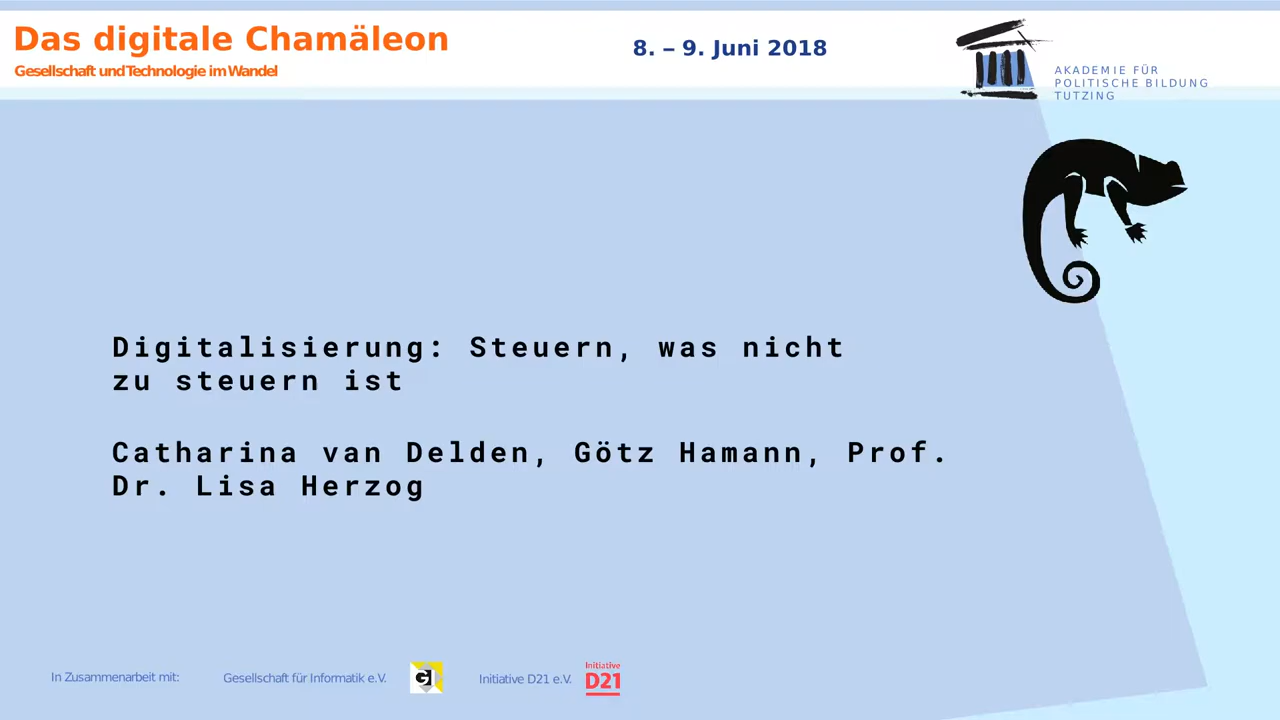 Das digitale Chamäleon
Gesellschaft und Technologie im Wandel
8. – 9. Juni 2018
AKADEMIE FÜR
POLITISCHE BILDUNG
TUTZING
Digitalisierung: Steuern, was nicht
zu steuern ist
Catharina van Delden, Götz Hamann, Prof.
Dr. Lisa Herzog
In Zusammenarbeit mit: Gesellschaft für Informatik e.V. GI Initiative D21 e.V. Initiative
D21